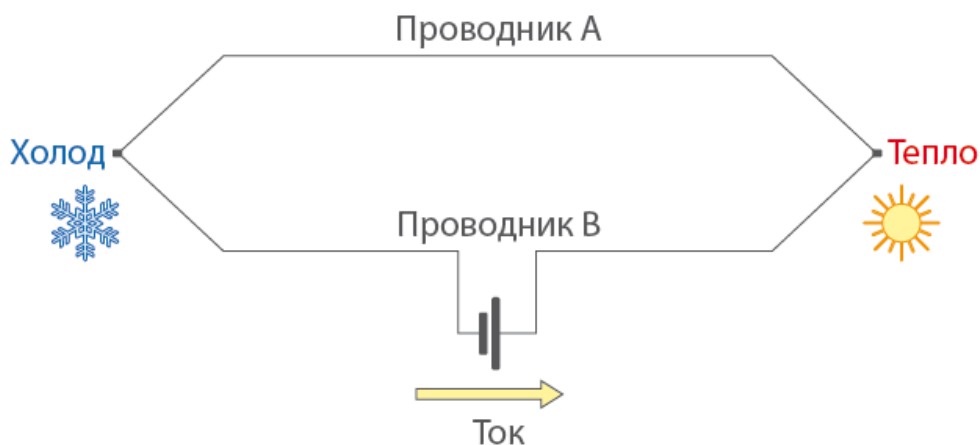 Проводник А
Холод
Тепло
Проводник В
Ток